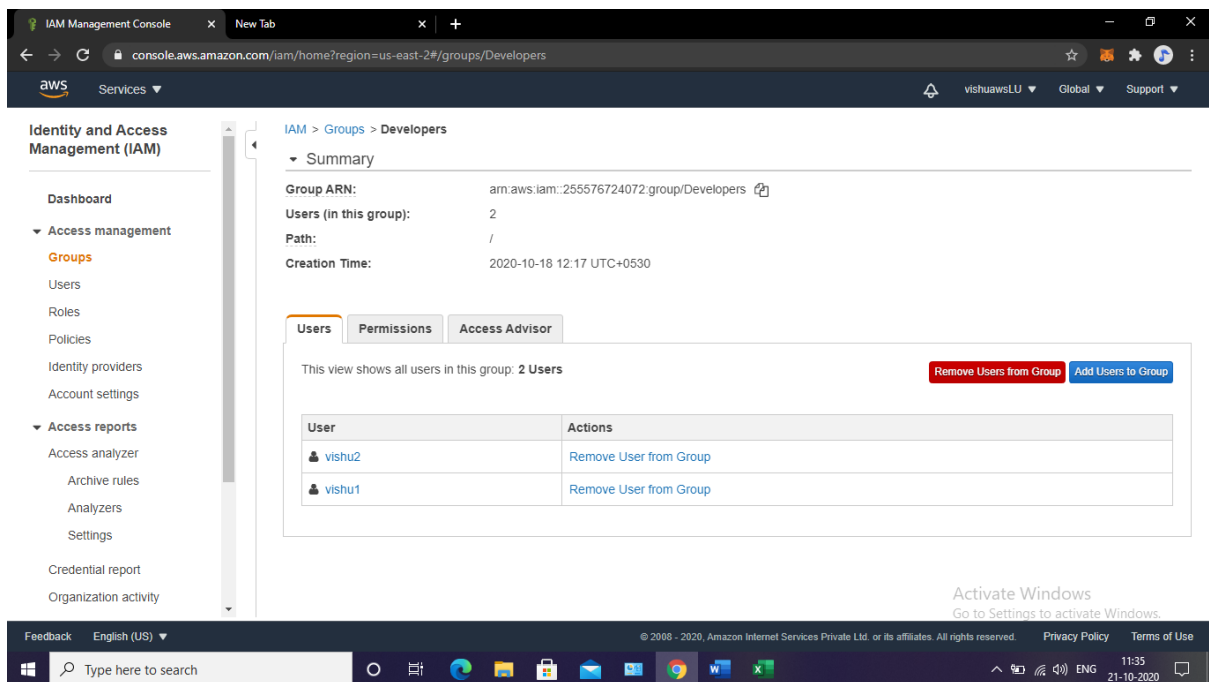 IAM Management Console
New Tab
console.aws.amazon.com/iam/home?region=us-east-2#/groups/Developers
aws Services ▼ vishuawsLU ▼ Global ▼ Support ▼
Identity and Access
Management (IAM)
Dashboard
Access management
Groups
Users
Roles
Policies
Identity providers
Account settings
Access reports
Access analyzer
Archive rules
Analyzers
Settings
Credential report
Organization activity
IAM > Groups > Developers
Summary
Group ARN: arn:aws:iam::255576724072:group/Developers
Users (in this group): 2
Path: /
Creation Time: 2020-10-18 12:17 UTC+0530
Users Permissions Access Advisor
This view shows all users in this group: 2 Users
Remove Users from Group Add Users to Group
User Actions
vishu2 Remove User from Group
vishu1 Remove User from Group
Activate Windows
Go to Settings to activate Windows.
Feedback English (US) ▼ © 2008 - 2020, Amazon Internet Services Private Ltd. or its affiliates. All rights reserved. Privacy Policy Terms of Use
Type here to search
ENG
11:35
21-10-2020